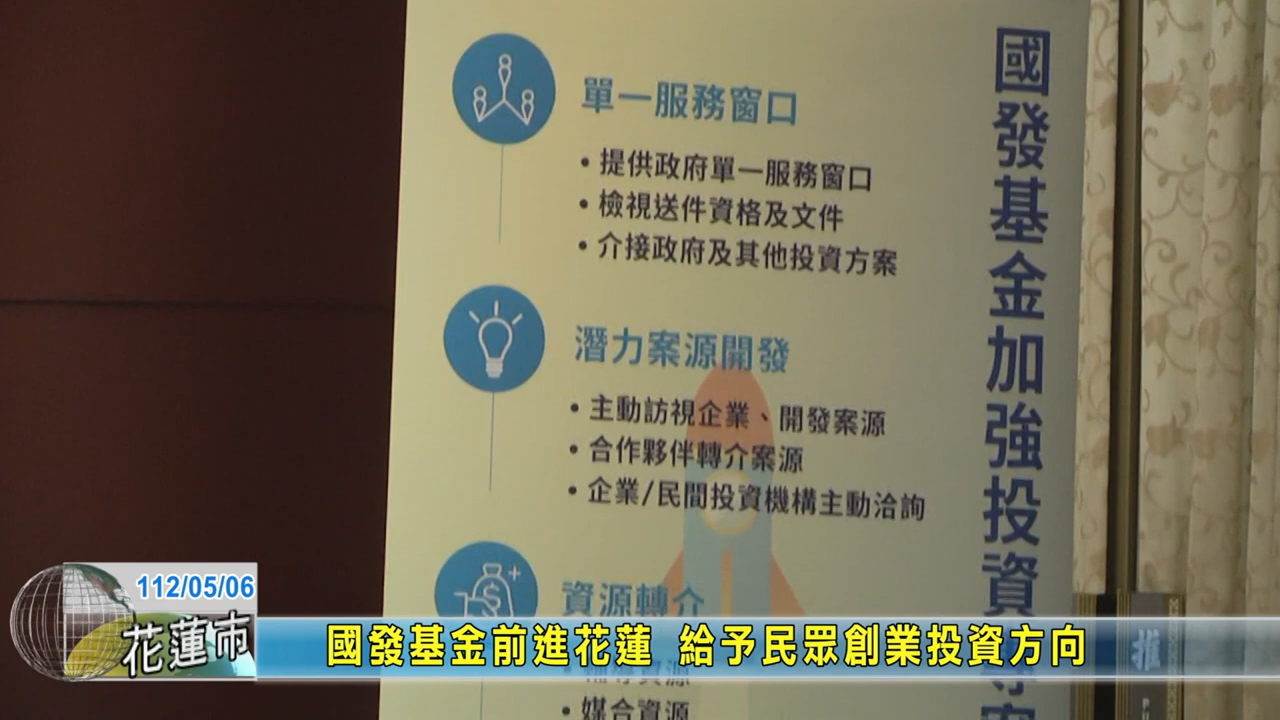 國發基金加強投資
單一服務窗口
• 提供政府單一服務窗口
• 檢視送件資格及文件
• 介接政府及其他投資方案
潛力案源開發
• 主動訪視企業、開發案源
• 合作夥伴轉介案源
• 企業/民間投資機構主動洽詢
資源轉介
• 媒合資源
112/05/06
花蓮市
國發基金前進花蓮 給予民眾創業投資方向
推